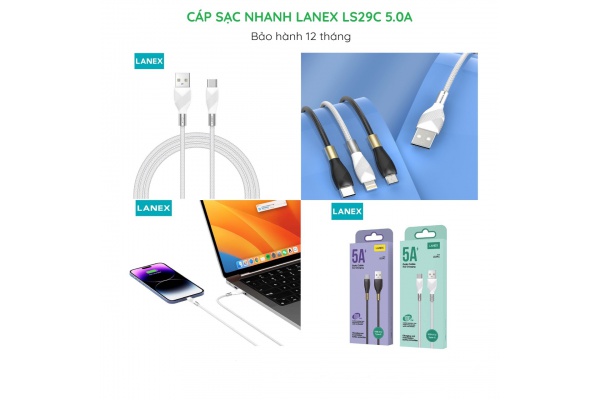 CÁP SẠC NHANH LANEX LS29C 5.0A
Bảo hành 12 tháng
LANEX
LANEX
LANEX
5A
5A